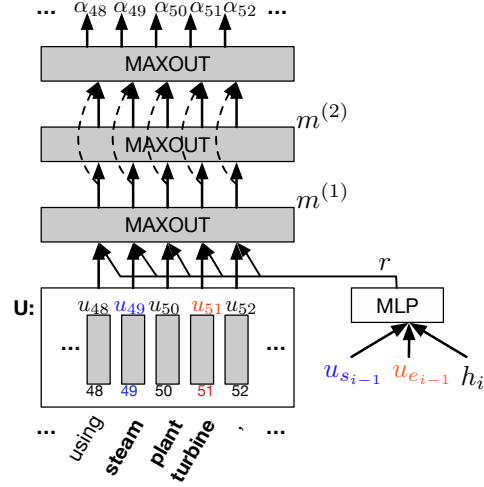 ... α48 α49 α50 α51 α52 ...
MAXOUT
m(2)
MAXOUT
m(1)
MAXOUT
r
U: u48 u49 u50 u51 u52
MLP
... ...
us_{i−1} ue_{i−1} hi
48 49 50 51 52
... using steam plant turbine , ...